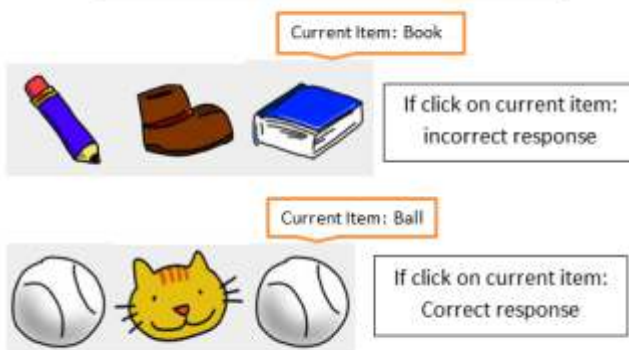 Current Item: Book
If click on current item:
incorrect response
Current Item: Ball
If click on current item:
Correct response